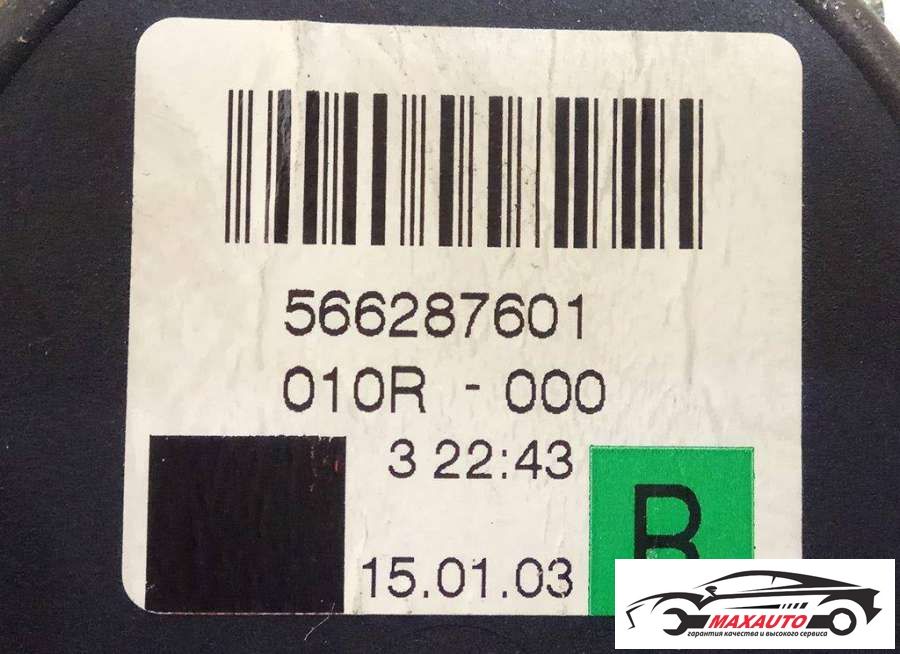 566287601
010R - 000
3 22:43
15.01.03
R
MAXAUTO
гарантия качества и высокого сервиса